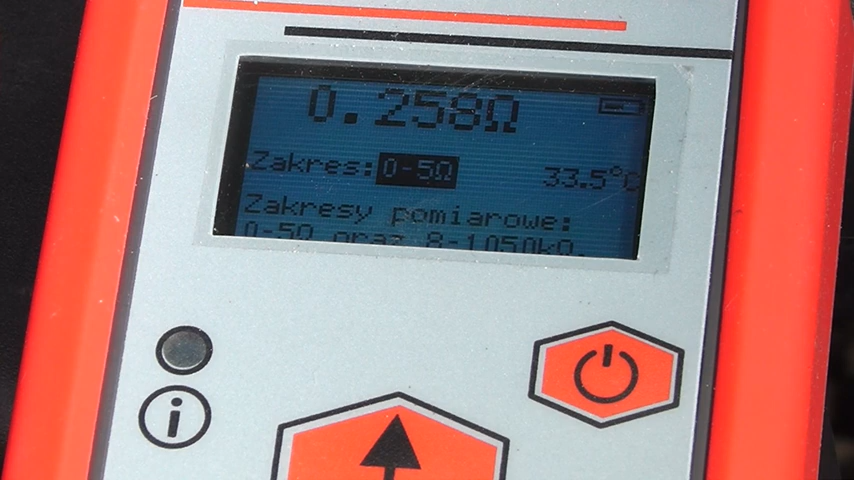 0.258Ω
Zakres: 0-5Ω 33.5°C
Zakresy pomiarowe:
0-5Ω oraz 8-1050kΩ.
i